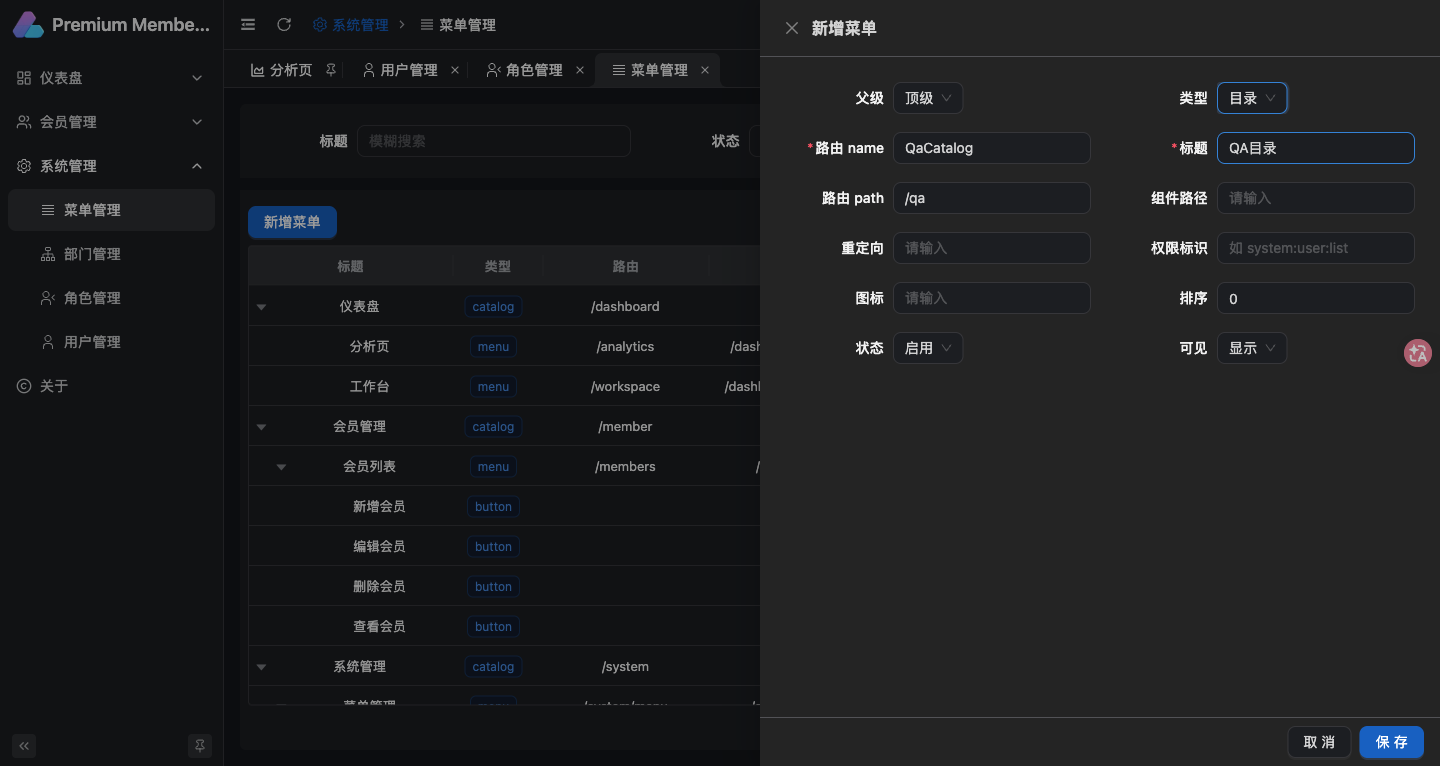 Premium Membe...
仪表盘
会员管理
系统管理
菜单管理
部门管理
角色管理
用户管理
关于
系统管理 > 菜单管理
分析页
用户管理
角色管理
菜单管理
标题 模糊搜索
状态
新增菜单
标题 类型 路由
仪表盘 catalog /dashboard
分析页 menu /analytics
工作台 menu /workspace
会员管理 catalog /member
会员列表 menu /members
新增会员 button
编辑会员 button
删除会员 button
查看会员 button
系统管理 catalog /system
新增菜单
父级 顶级
类型 目录
*路由 name QaCatalog
*标题 QA目录
路由 path /qa
组件路径 请输入
重定向 请输入
权限标识 如 system:user:list
图标 请输入
排序 0
状态 启用
可见 显示
取 消
保 存